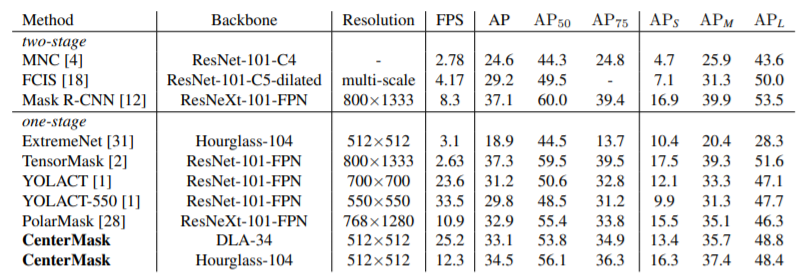 Method Backbone Resolution FPS AP AP50 AP75 APS APM APL
two-stage
MNC [4] ResNet-101-C4 - 2.78 24.6 44.3 24.8 4.7 25.9 43.6
FCIS [18] ResNet-101-C5-dilated multi-scale 4.17 29.2 49.5 - 7.1 31.3 50.0
Mask R-CNN [12] ResNeXt-101-FPN 800×1333 8.3 37.1 60.0 39.4 16.9 39.9 53.5
one-stage
ExtremeNet [31] Hourglass-104 512×512 3.1 18.9 44.5 13.7 10.4 20.4 28.3
TensorMask [2] ResNet-101-FPN 800×1333 2.63 37.3 59.5 39.5 17.5 39.3 51.6
YOLACT [1] ResNet-101-FPN 700×700 23.6 31.2 50.6 32.8 12.1 33.3 47.1
YOLACT-550 [1] ResNet-101-FPN 550×550 33.5 29.8 48.5 31.2 9.9 31.3 47.7
PolarMask [28] ResNeXt-101-FPN 768×1280 10.9 32.9 55.4 33.8 15.5 35.1 46.3
CenterMask DLA-34 512×512 25.2 33.1 53.8 34.9 13.4 35.7 48.8
CenterMask Hourglass-104 512×512 12.3 34.5 56.1 36.3 16.3 37.4 48.4